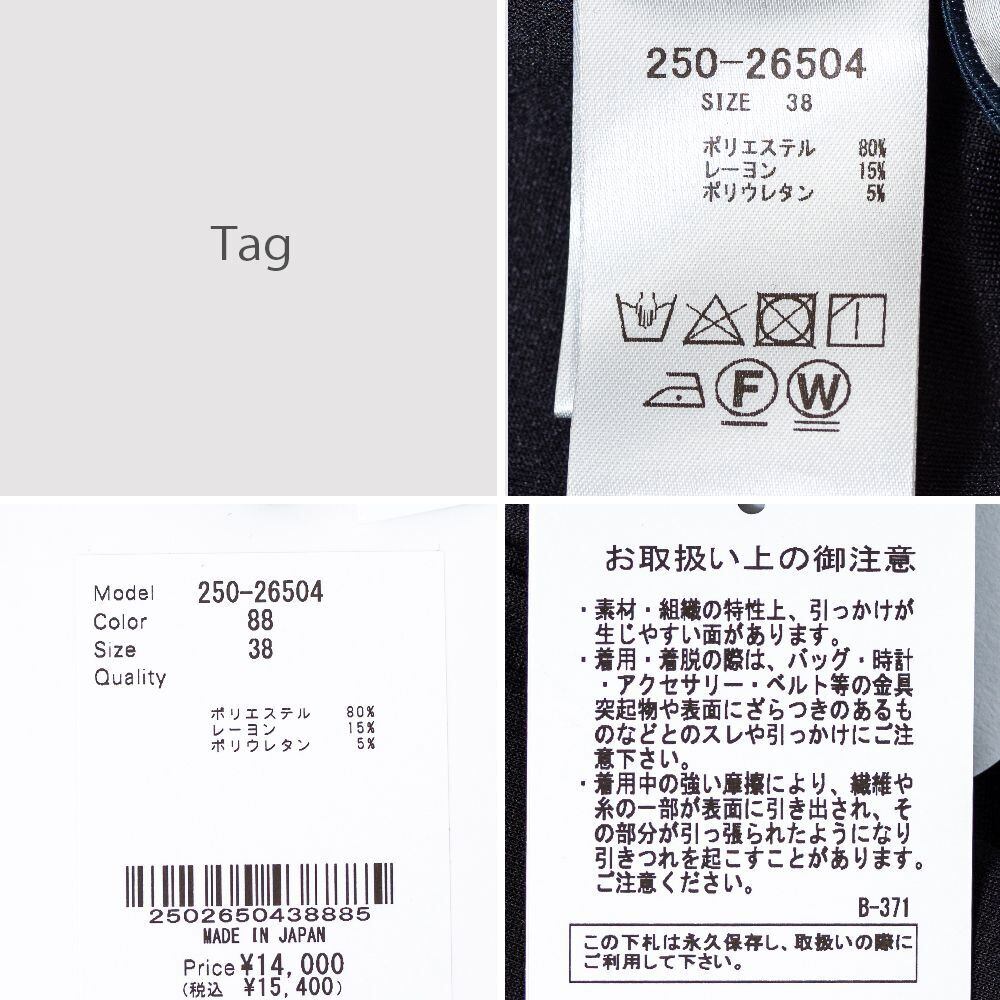 Tag
250-26504
SIZE 38
ポリエステル 80%
レーヨン 15%
ポリウレタン 5%
F
W
Model 250-26504
Color 88
Size 38
Quality
ポリエステル 80%
レーヨン 15%
ポリウレタン 5%
2502650438885
MADE IN JAPAN
Price ¥14,000
(税込 ¥15,400)
お取扱い上の御注意
・素材・組織の特性上、引っかけが
生じやすい面があります。
・着用・着脱の際は、バッグ・時計
・アクセサリー・ベルト等の金具
突起物や表面にざらつきのあるも
のなどとのスレや引っかけにご注
意下さい。
・着用中の強い摩擦により、繊維や
糸の一部が表面に引き出され、そ
の部分が引っ張られたようになり
引きつれを起こすことがあります。
ご注意ください。
B-371
この下札は永久保存し、取扱いの際に
ご利用して下さい。